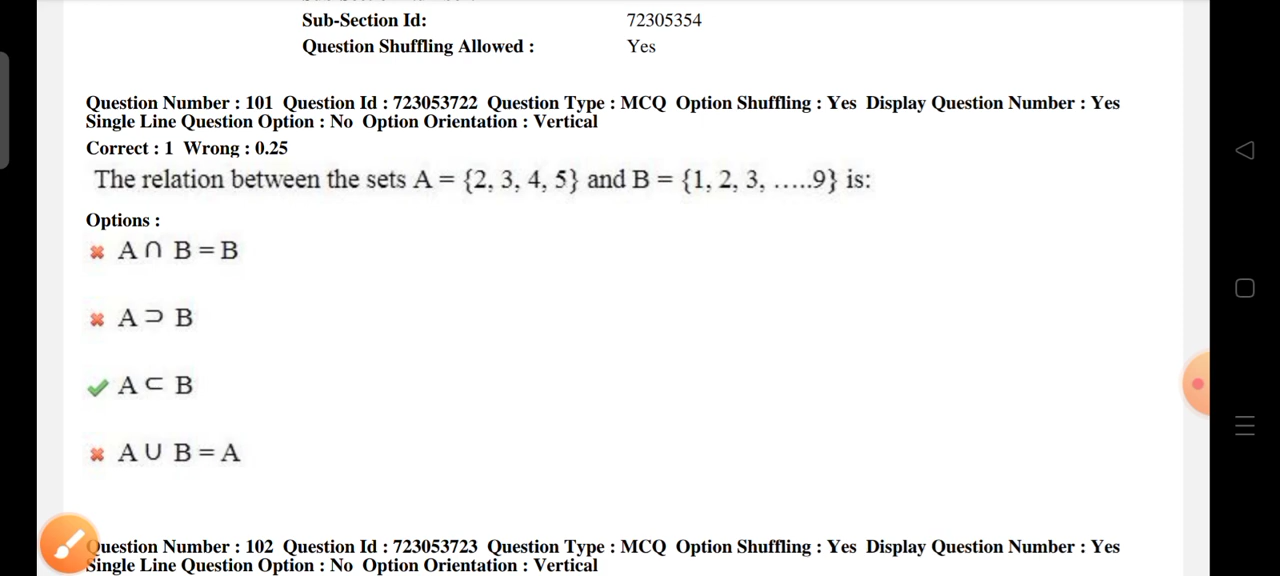 Sub-Section Id: 72305354
Question Shuffling Allowed : Yes
Question Number : 101 Question Id : 723053722 Question Type : MCQ Option Shuffling : Yes Display Question Number : Yes
Single Line Question Option : No Option Orientation : Vertical
Correct : 1 Wrong : 0.25
The relation between the sets A = {2, 3, 4, 5} and B = {1, 2, 3, .....9} is:
Options :
A ∩ B = B
A ⊃ B
A ⊂ B
A ∪ B = A
Question Number : 102 Question Id : 723053723 Question Type : MCQ Option Shuffling : Yes Display Question Number : Yes
Single Line Question Option : No Option Orientation : Vertical